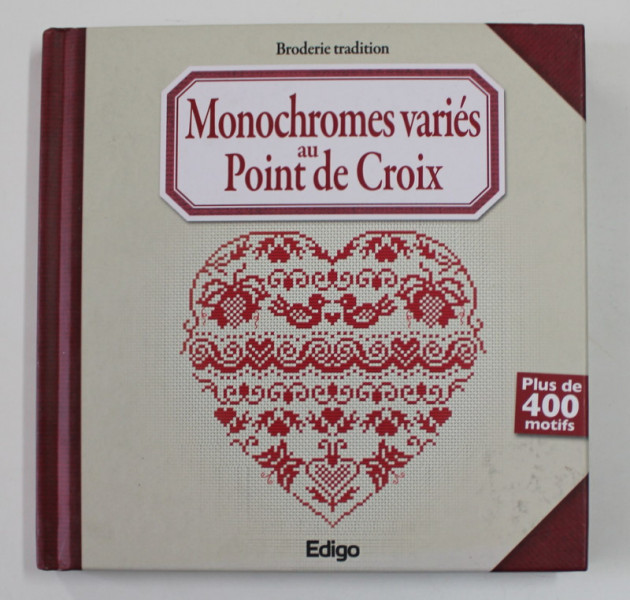 Broderie tradition
Monochromes variés
au
Point de Croix
Plus de
400
motifs
Edigo